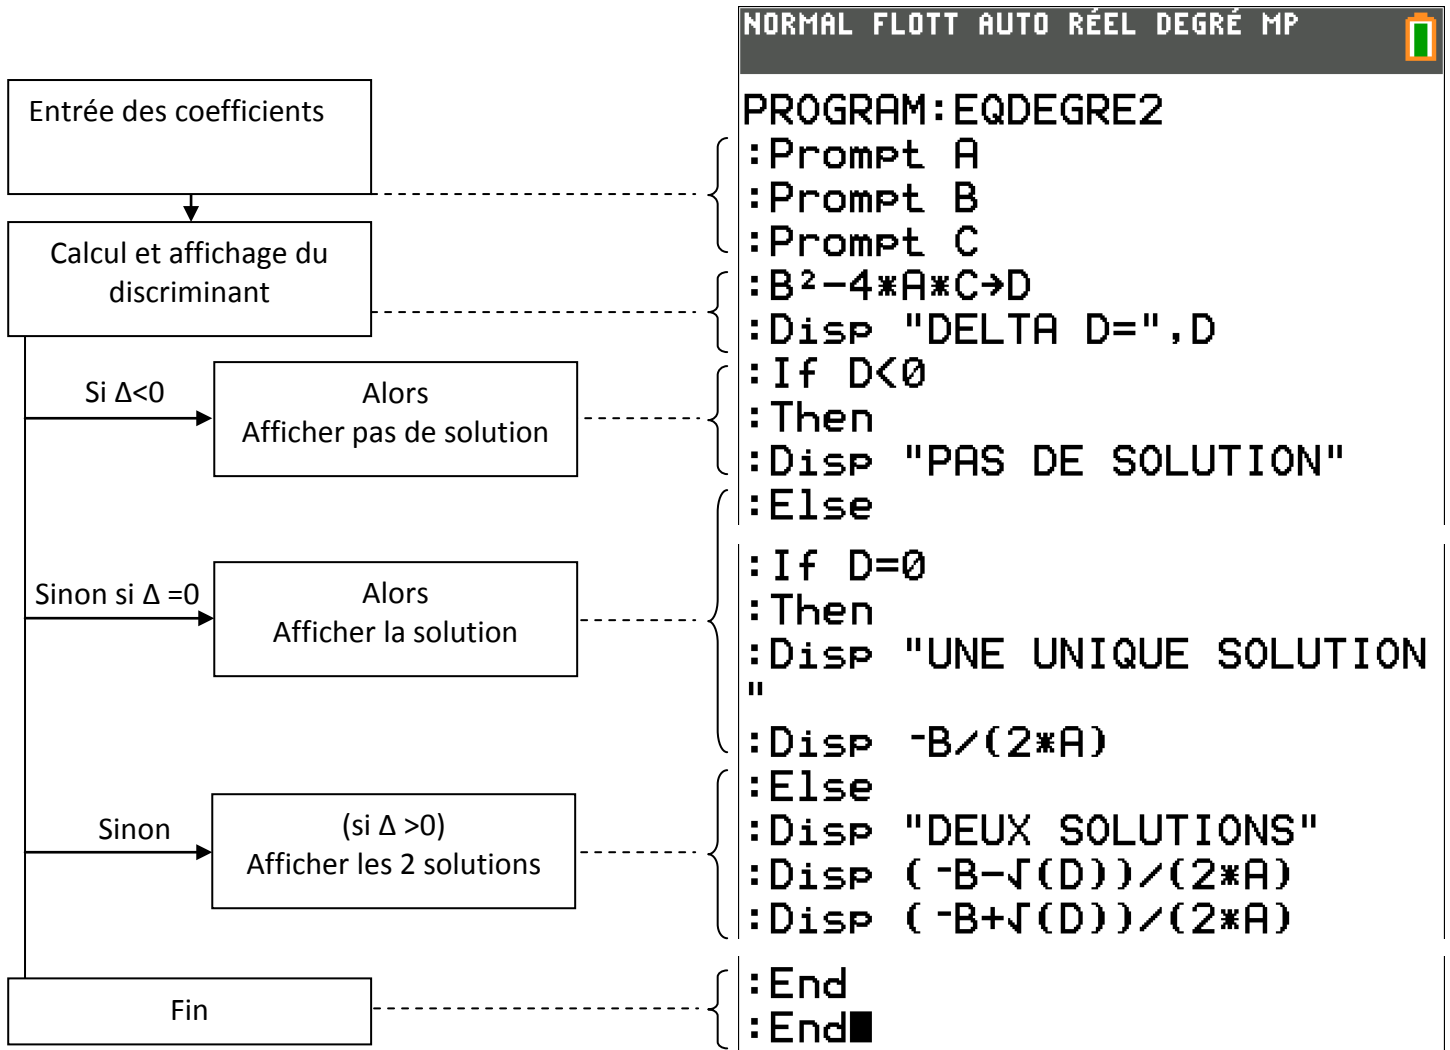 Entrée des coefficients
Calcul et affichage du
discriminant
Si Δ<0
Alors
Afficher pas de solution
Sinon si Δ =0
Alors
Afficher la solution
Sinon
(si Δ >0)
Afficher les 2 solutions
Fin
NORMAL FLOTT AUTO RÉEL DEGRÉ MP
PROGRAM:EQDEGRE2
:Prompt A
:Prompt B
:Prompt C
:B²-4*A*C→D
:Disp "DELTA D=",D
:If D<0
:Then
:Disp "PAS DE SOLUTION"
:Else
:If D=0
:Then
:Disp "UNE UNIQUE SOLUTION
"
:Disp ⁻B/(2*A)
:Else
:Disp "DEUX SOLUTIONS"
:Disp (⁻B-√(D))/(2*A)
:Disp (⁻B+√(D))/(2*A)
:End
:End